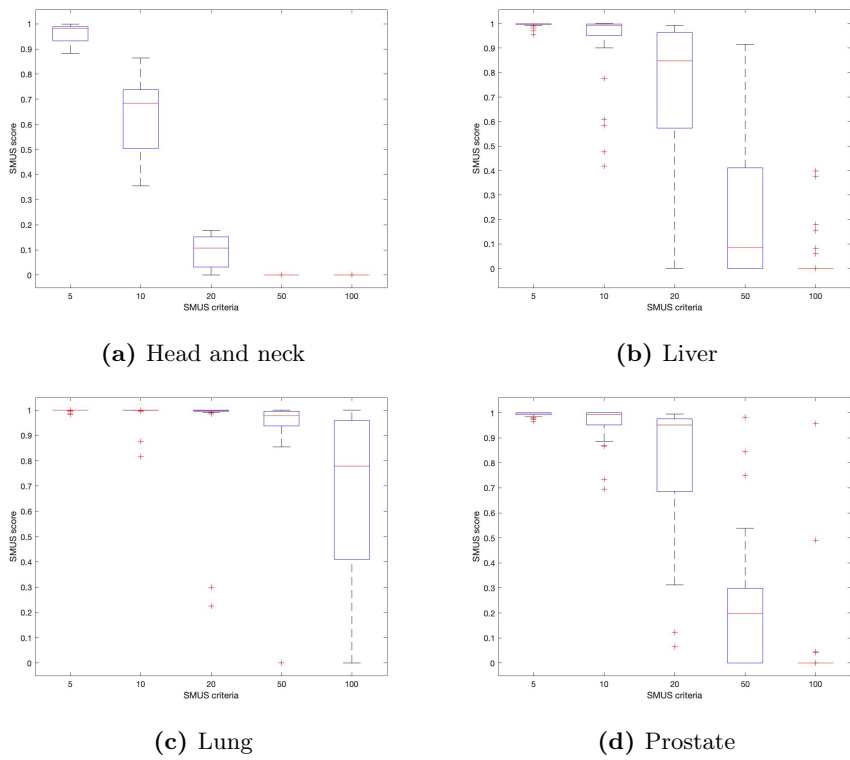 1
0.9
0.8
0.7
0.6
0.5
0.4
0.3
0.2
0.1
0
SMUS score
5 10 20 50 100
SMUS criteria
(a) Head and neck
1
0.9
0.8
0.7
0.6
0.5
0.4
0.3
0.2
0.1
0
SMUS score
5 10 20 50 100
SMUS criteria
(b) Liver
1
0.9
0.8
0.7
0.6
0.5
0.4
0.3
0.2
0.1
0
SMUS score
5 10 20 50 100
SMUS criteria
(c) Lung
1
0.9
0.8
0.7
0.6
0.5
0.4
0.3
0.2
0.1
0
SMUS score
5 10 20 50 100
SMUS criteria
(d) Prostate